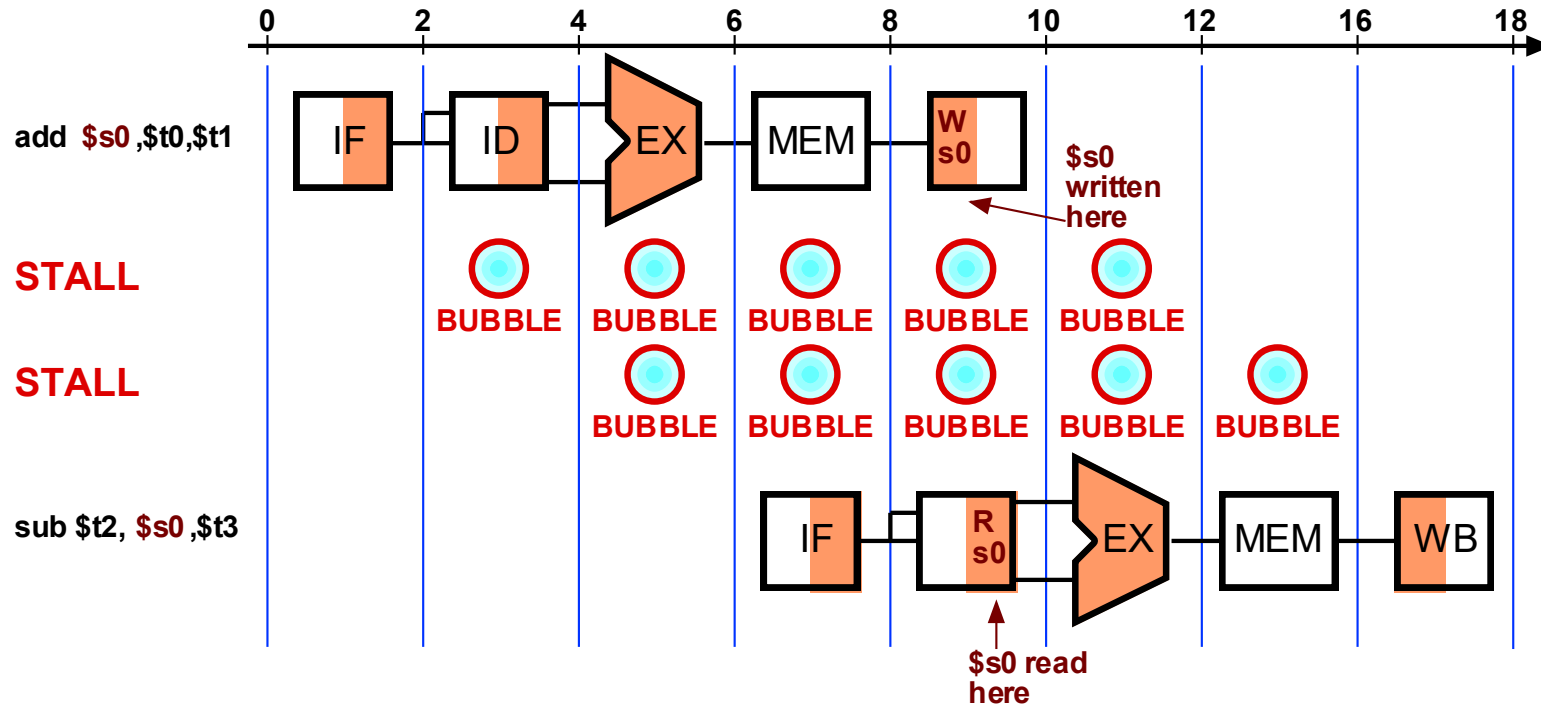 0 2 4 6 8 10 12 16 18
add $s0,$t0,$t1
IF ID EX MEM W
s0
$s0
written
here
STALL
BUBBLE BUBBLE BUBBLE BUBBLE BUBBLE
STALL
BUBBLE BUBBLE BUBBLE BUBBLE BUBBLE
sub $t2, $s0,$t3
IF R
s0 EX MEM WB
$s0 read
here